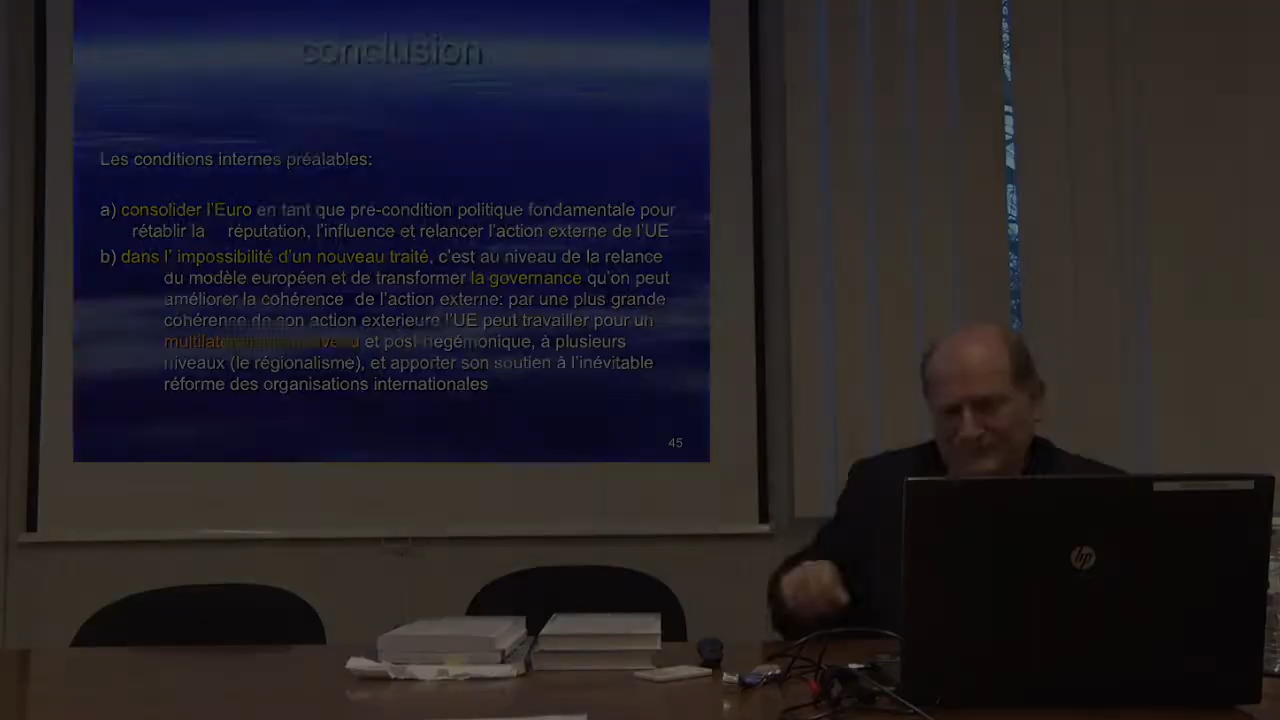 conclusion
Les conditions internes préalables:
a) consolider l'Euro en tant que pre-condition politique fondamentale pour
rétablir la réputation, l'influence et relancer l'action externe de l'UE
b) dans l' impossibilité d'un nouveau traité, c'est au niveau de la relance
du modèle européen et de transformer la governance qu'on peut
améliorer la cohérence de l'action externe: par une plus grande
cohérence de son action exterieure l'UE peut travailler pour un
et post-hegémonique, à plusieurs
niveaux (le régionalisme), et apporter son soutien à l'inévitable
réforme des organisations internationales
45
hp